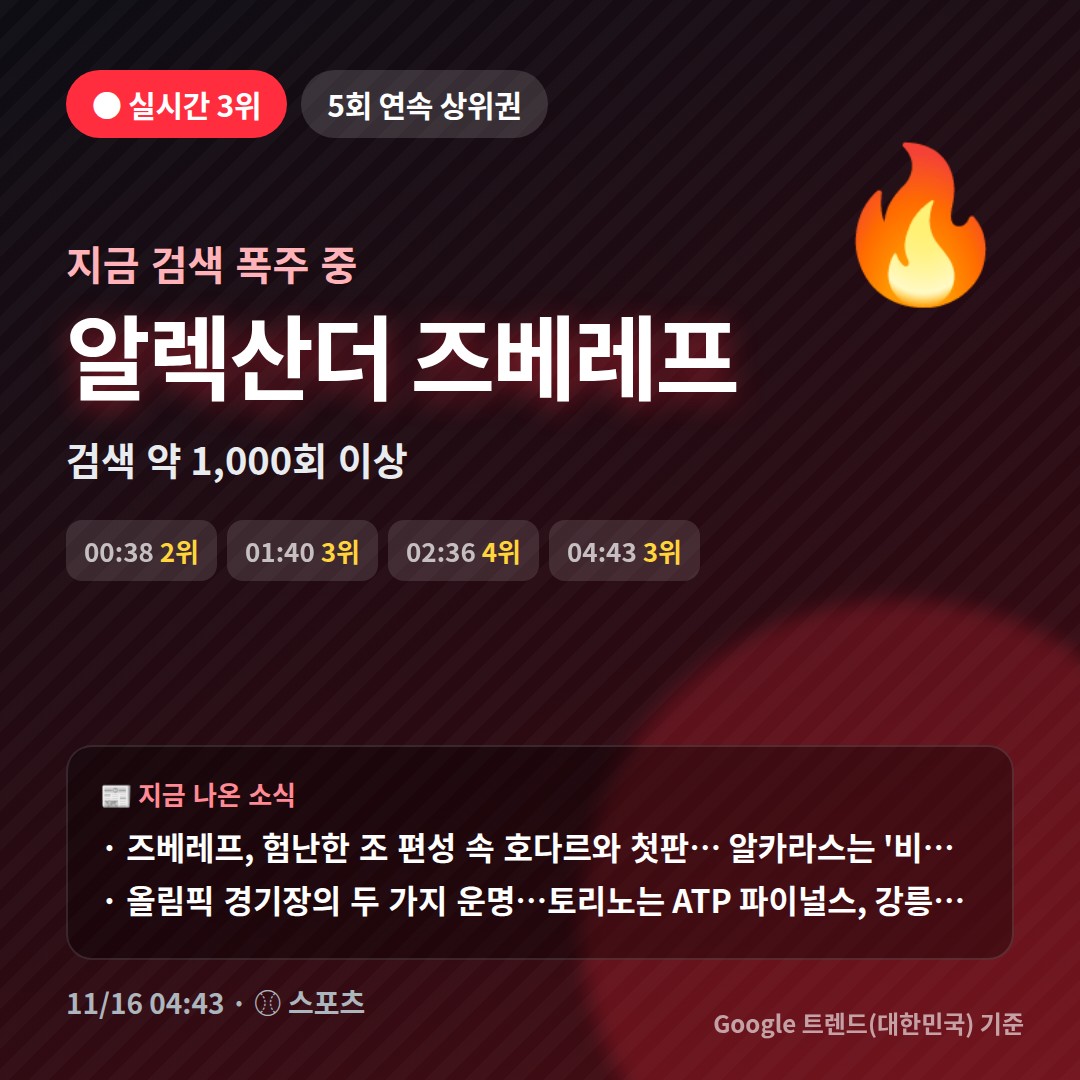 실시간 3위
5회 연속 상위권
지금 검색 폭주 중
알렉산더 즈베레프
검색 약 1,000회 이상
00:38 2위
01:40 3위
02:36 4위
04:43 3위
지금 나온 소식
· 즈베레프, 험난한 조 편성 속 호다르와 첫판… 알카라스는 '비…
· 올림픽 경기장의 두 가지 운명…토리노는 ATP 파이널스, 강릉…
11/16 04:43 · 스포츠
Google 트렌드(대한민국) 기준